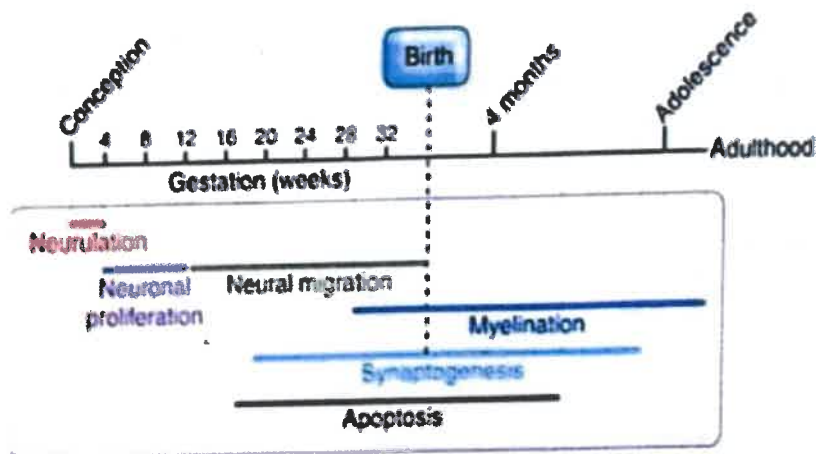 Birth
Conception
4 months
Adolescence
4 8 12 16 20 24 28 32
Adulthood
Gestation (weeks)
Neurulation
Neuronal
proliferation
Neural migration
Myelination
Synaptogenesis
Apoptosis